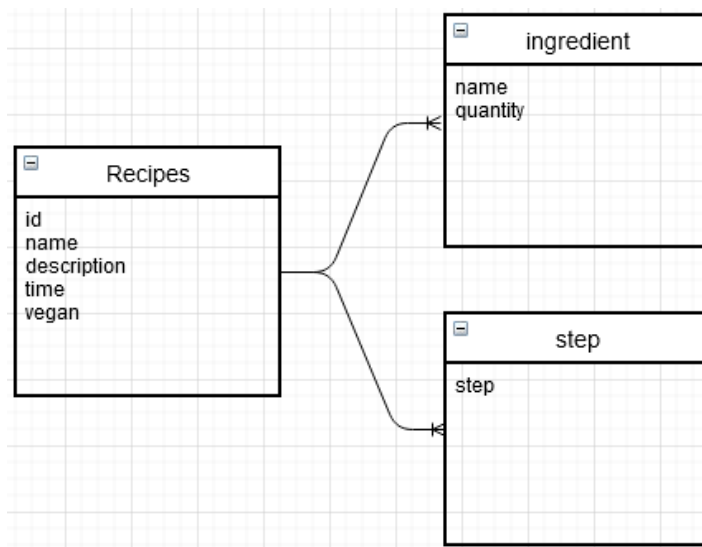 Recipes
id
name
description
time
vegan
ingredient
name
quantity
step
step